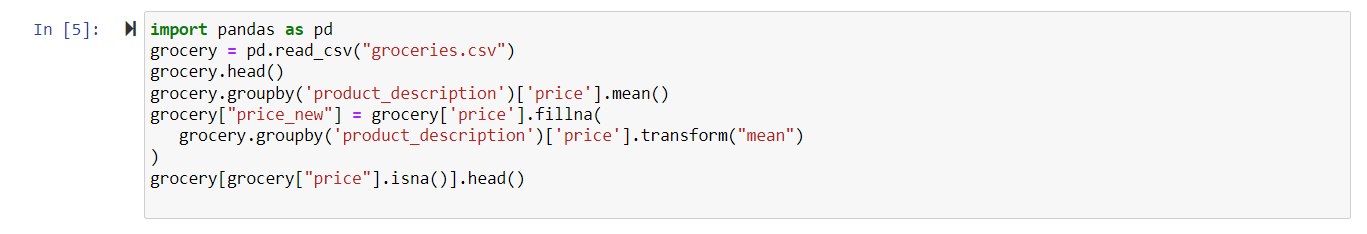 In [5]:
import pandas as pd
grocery = pd.read_csv("groceries.csv")
grocery.head()
grocery.groupby('product_description')['price'].mean()
grocery["price_new"] = grocery['price'].fillna(
   grocery.groupby('product_description')['price'].transform("mean")
)
grocery[grocery["price"].isna()].head()